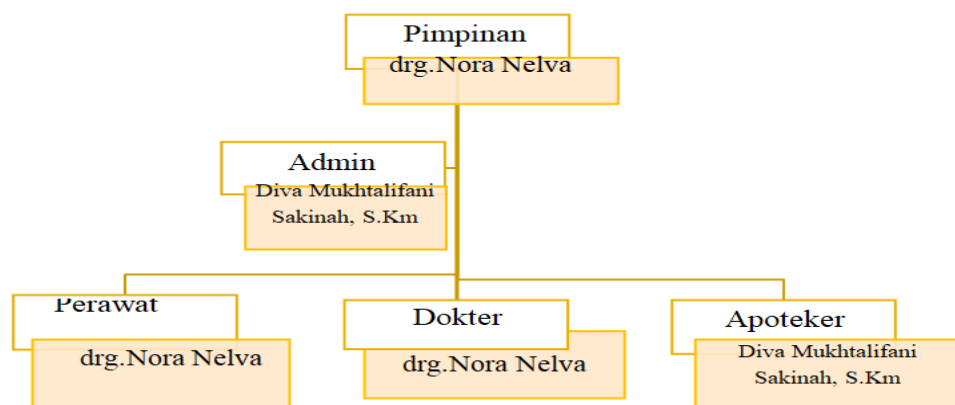 Pimpinan
drg.Nora Nelva
Admin
Diva Mukhtalifani
Sakinah, S.Km
Perawat
drg.Nora Nelva
Dokter
drg.Nora Nelva
Apoteker
Diva Mukhtalifani
Sakinah, S.Km